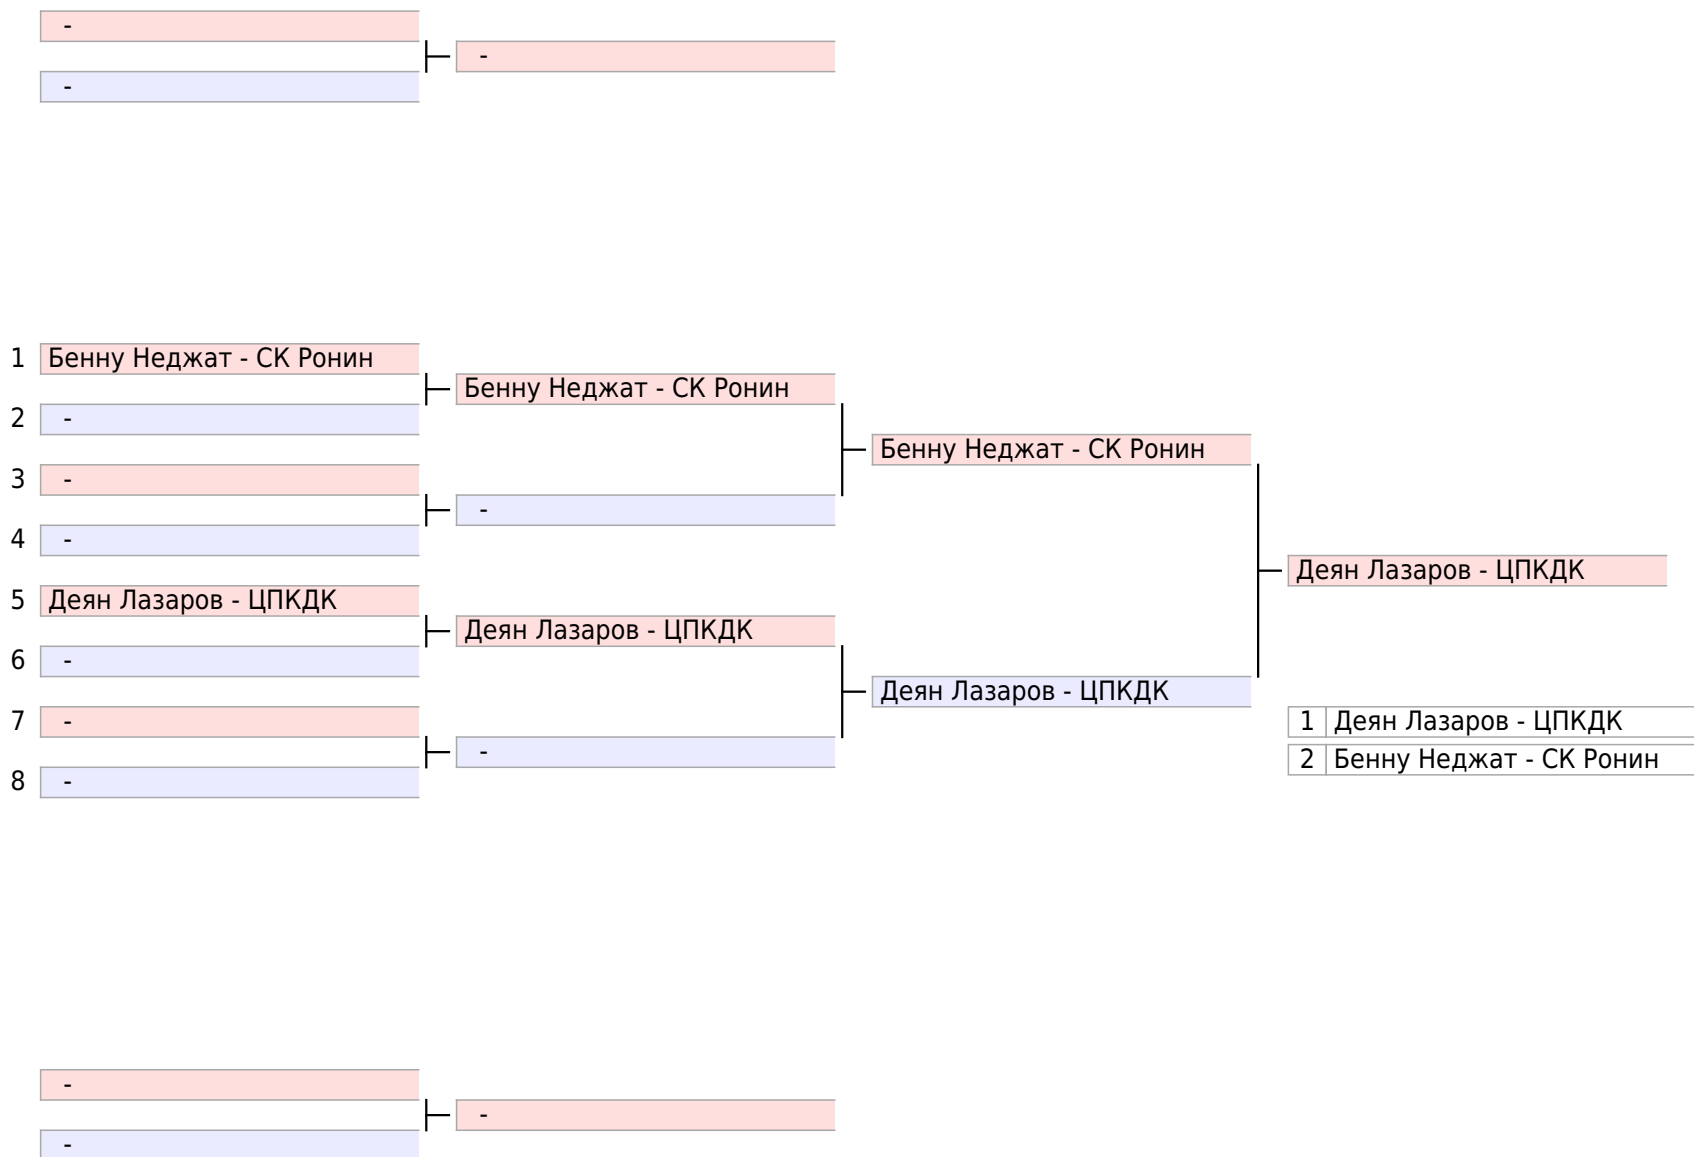 -
-
-
1 Бенну Неджат - СК Ронин
Бенну Неджат - СК Ронин
2 -
Бенну Неджат - СК Ронин
3 -
-
4 -
Деян Лазаров - ЦПКДК
5 Деян Лазаров - ЦПКДК
Деян Лазаров - ЦПКДК
6 -
Деян Лазаров - ЦПКДК
7 -
1 Деян Лазаров - ЦПКДК
-
2 Бенну Неджат - СК Ронин
8 -
-
-
-